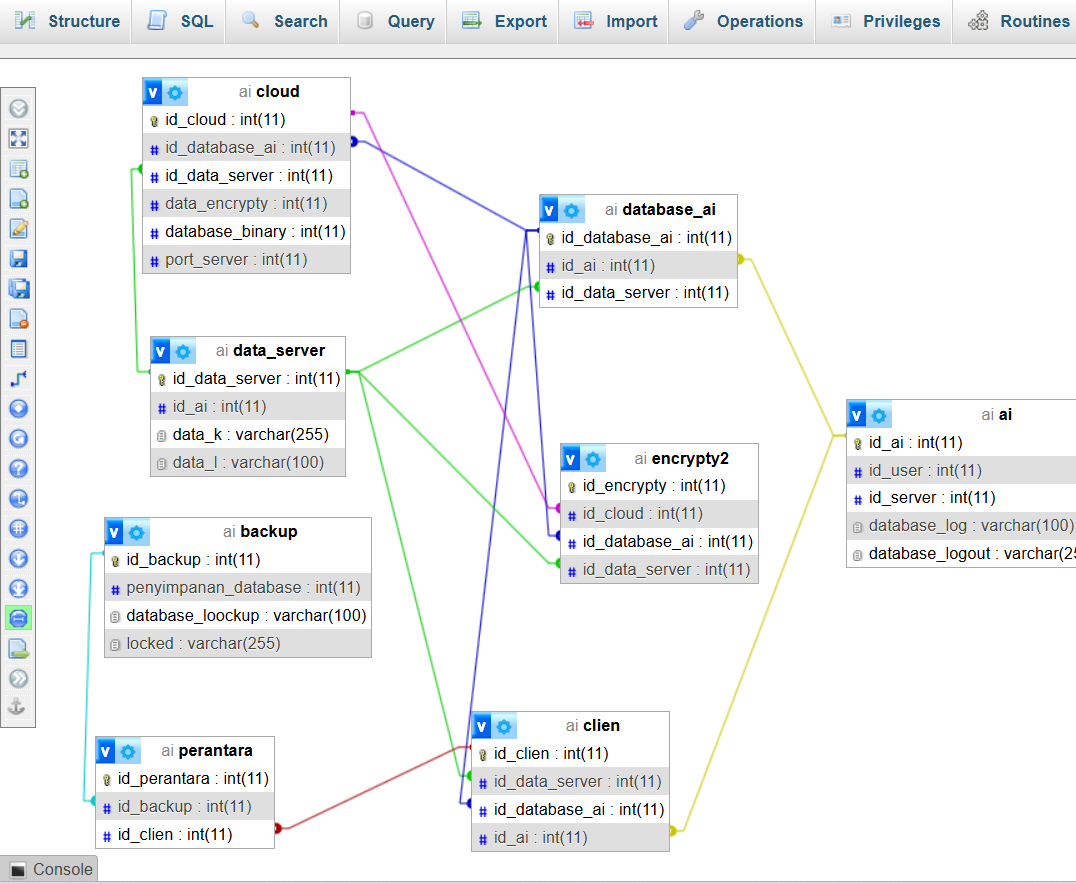 Structure SQL Search Query Export Import Operations Privileges Routines
v ai cloud
id_cloud : int(11)
# id_database_ai : int(11)
# id_data_server : int(11)
# data_encrypty : int(11)
# database_binary : int(11)
# port_server : int(11)
v ai database_ai
id_database_ai : int(11)
# id_ai : int(11)
# id_data_server : int(11)
v ai data_server
id_data_server : int(11)
# id_ai : int(11)
data_k : varchar(255)
data_l : varchar(100)
v ai ai
id_ai : int(11)
# id_user : int(11)
# id_server : int(11)
database_log : varchar(100)
database_logout : varchar(25
v ai encrypty2
id_encrypty : int(11)
# id_cloud : int(11)
# id_database_ai : int(11)
# id_data_server : int(11)
v ai backup
id_backup : int(11)
# penyimpanan_database : int(11)
database_loockup : varchar(100)
locked : varchar(255)
v ai clien
id_clien : int(11)
# id_data_server : int(11)
# id_database_ai : int(11)
# id_ai : int(11)
v ai perantara
id_perantara : int(11)
# id_backup : int(11)
# id_clien : int(11)
Console